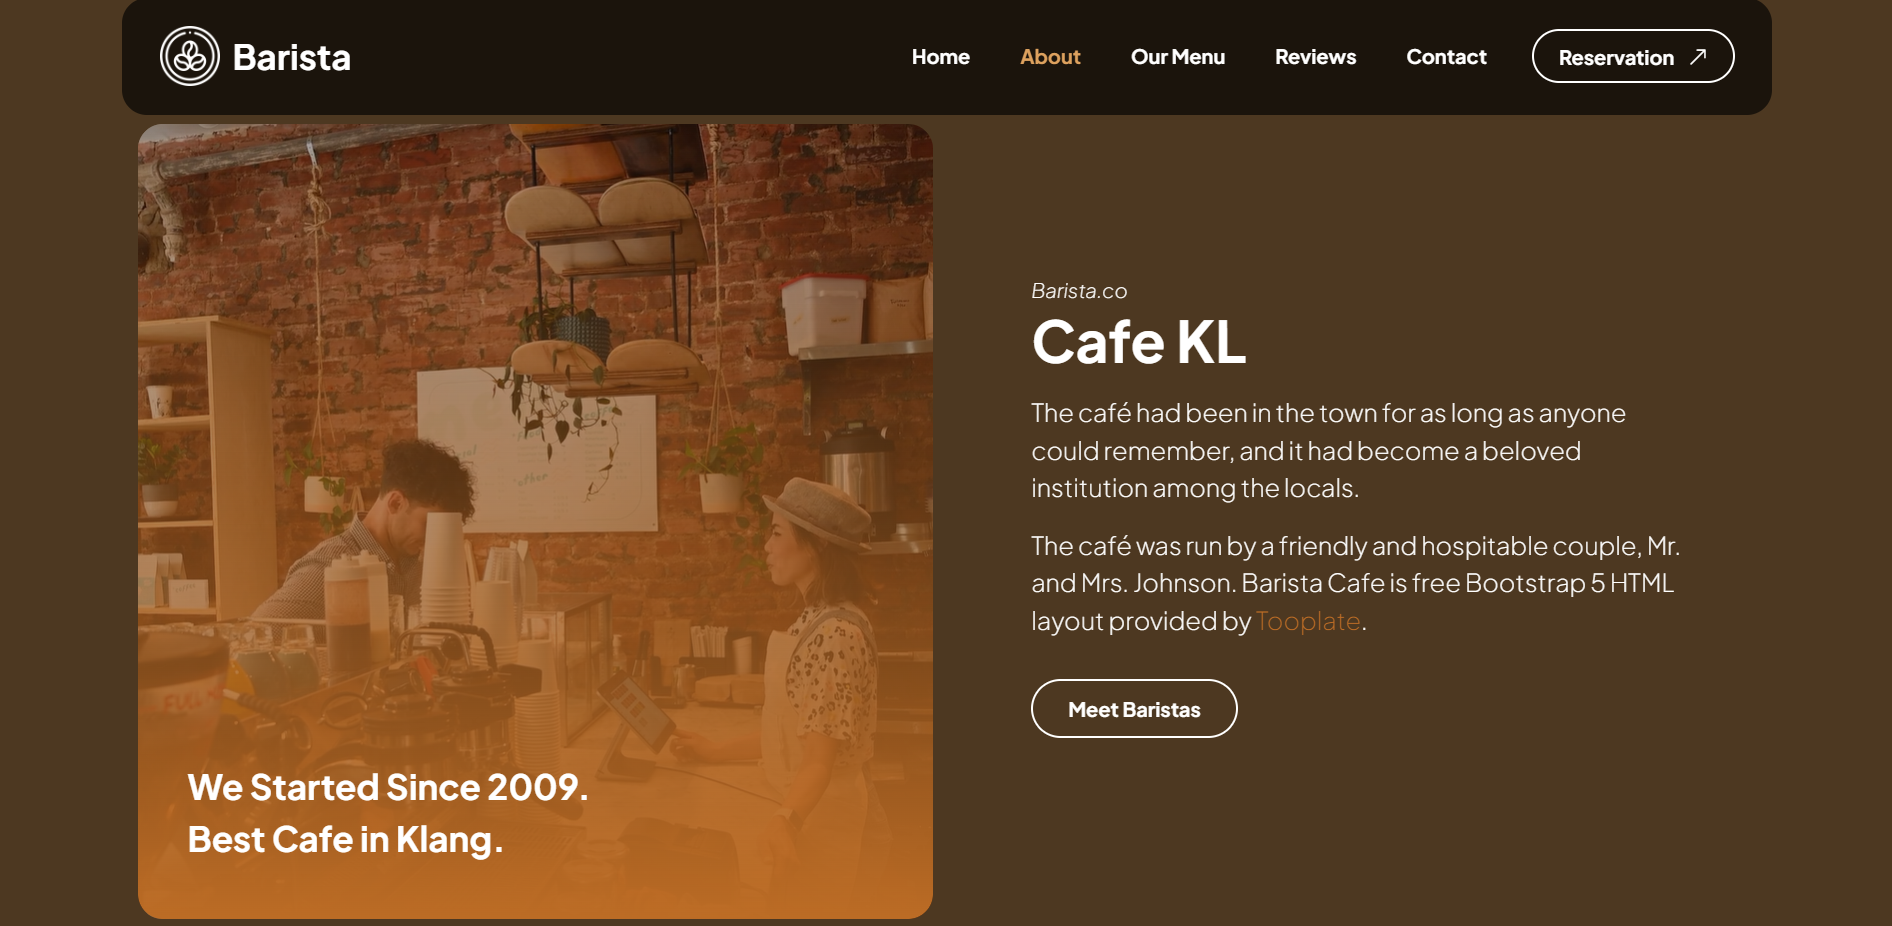 Barista
Home
About
Our Menu
Reviews
Contact
Reservation
Barista.co
Cafe KL
The café had been in the town for as long as anyone
could remember, and it had become a beloved
institution among the locals.
The café was run by a friendly and hospitable couple, Mr.
and Mrs. Johnson. Barista Cafe is free Bootstrap 5 HTML
layout provided by Tooplate.
Meet Baristas
We Started Since 2009.
Best Cafe in Klang.